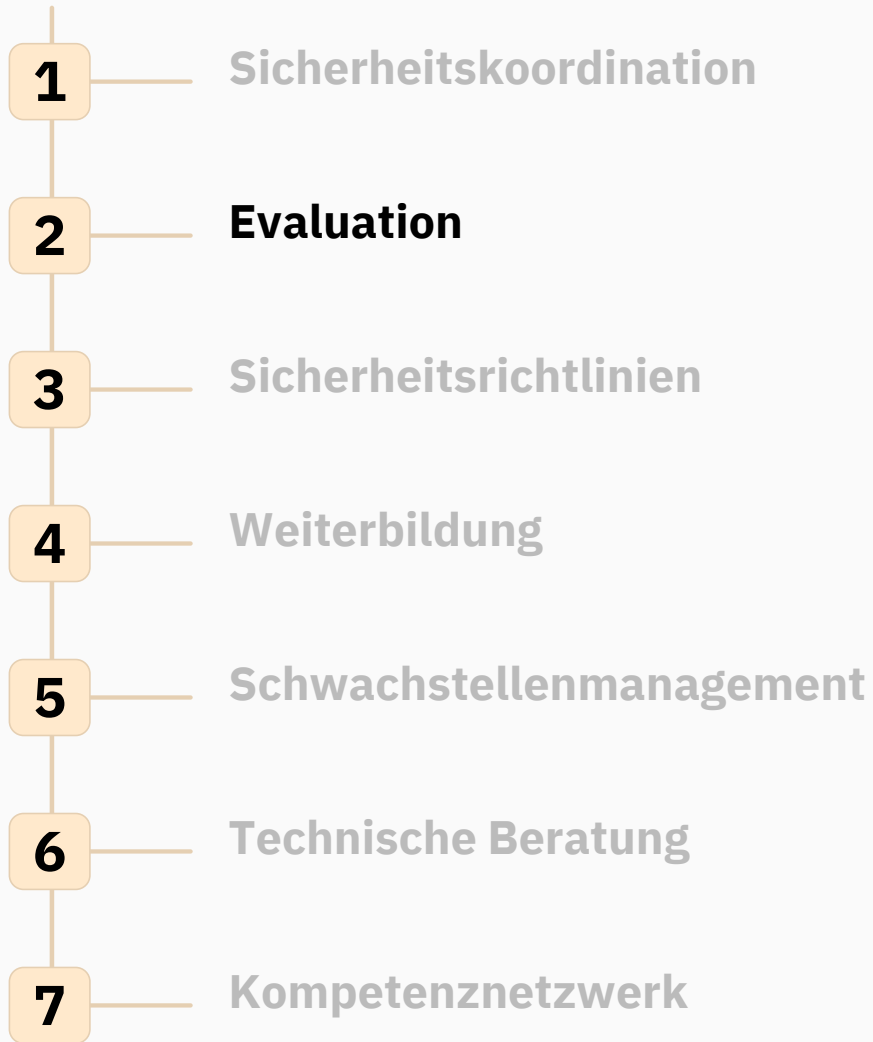 1 Sicherheitskoordination
2 Evaluation
3 Sicherheitsrichtlinien
4 Weiterbildung
5 Schwachstellenmanagement
6 Technische Beratung
7 Kompetenznetzwerk